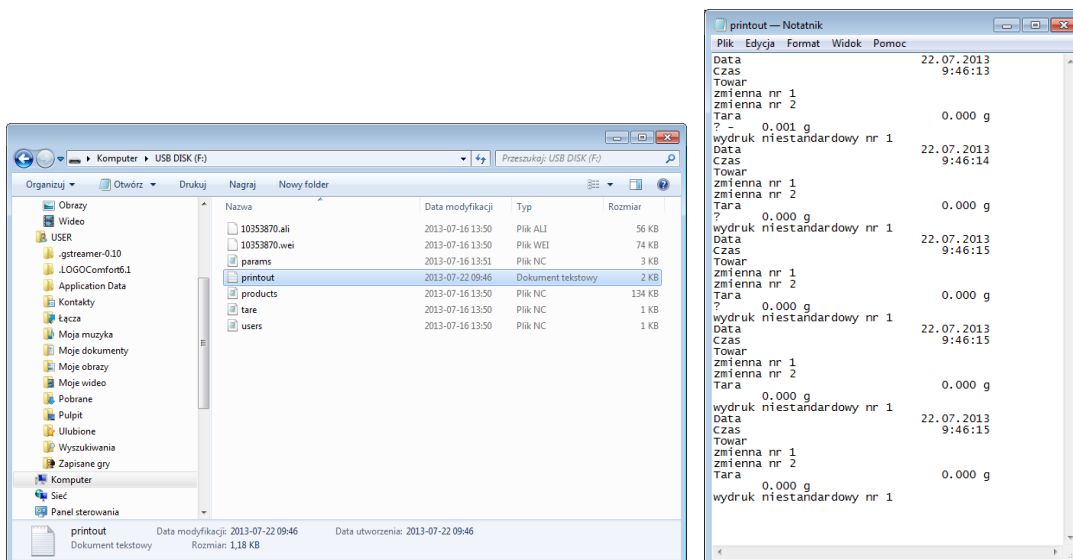 Komputer ▸ USB DISK (F:)
Przeszukaj: USB DISK (F:)
Organizuj
Otwórz
Drukuj
Nagraj
Nowy folder
Obrazy
Wideo
USER
.gstreamer-0.10
.LOGOComfort6.1
Application Data
Kontakty
Łącza
Moja muzyka
Moje dokumenty
Moje obrazy
Moje wideo
Pobrane
Pulpit
Ulubione
Wyszukiwania
Zapisane gry
Komputer
Sieć
Panel sterowania
Nazwa Data modyfikacji Typ Rozmiar
10353870.ali 2013-07-16 13:50 Plik ALI 56 KB
10353870.wei 2013-07-16 13:50 Plik WEI 74 KB
params 2013-07-16 13:51 Plik NC 3 KB
printout 2013-07-22 09:46 Dokument tekstowy 2 KB
products 2013-07-16 13:50 Plik NC 134 KB
tare 2013-07-16 13:50 Plik NC 1 KB
users 2013-07-16 13:50 Plik NC 1 KB
printout Data modyfikacji: 2013-07-22 09:46 Data utworzenia: 2013-07-22 09:46
Dokument tekstowy Rozmiar: 1,18 KB
printout — Notatnik
Plik Edycja Format Widok Pomoc
Data 22.07.2013
Czas 9:46:13
Towar
zmienna nr 1
zmienna nr 2
Tara 0.000 g
? - 0.001 g
wydruk niestandardowy nr 1
Data 22.07.2013
Czas 9:46:14
Towar
zmienna nr 1
zmienna nr 2
Tara 0.000 g
? 0.000 g
wydruk niestandardowy nr 1
Data 22.07.2013
Czas 9:46:15
Towar
zmienna nr 1
zmienna nr 2
Tara 0.000 g
? 0.000 g
wydruk niestandardowy nr 1
Data 22.07.2013
Czas 9:46:15
Towar
zmienna nr 1
zmienna nr 2
Tara 0.000 g
0.000 g
wydruk niestandardowy nr 1
Data 22.07.2013
Czas 9:46:15
Towar
zmienna nr 1
zmienna nr 2
Tara 0.000 g
0.000 g
wydruk niestandardowy nr 1